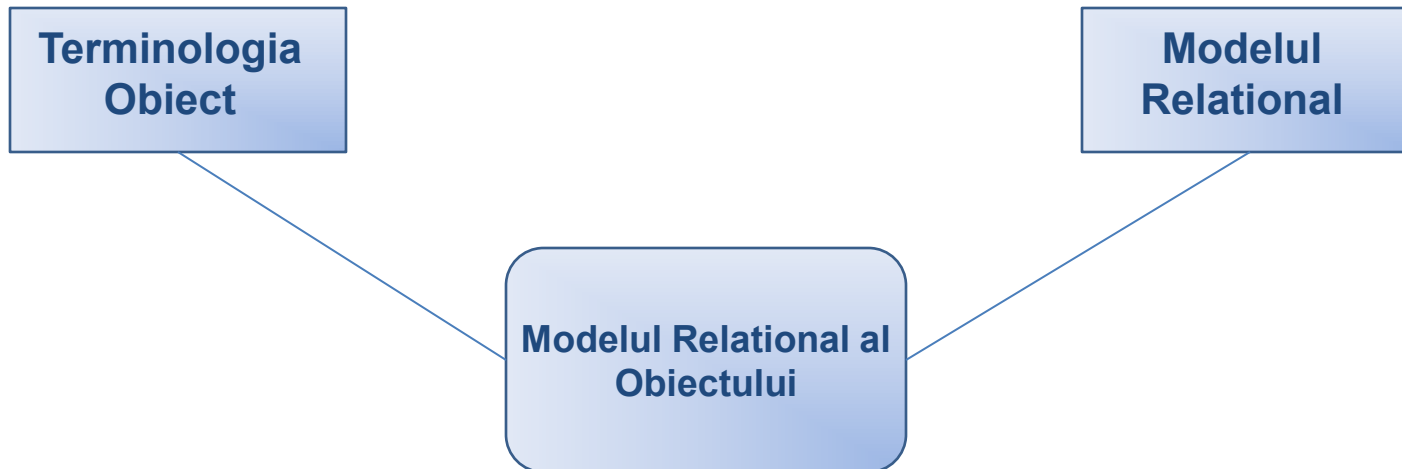 Terminologia
Obiect
Modelul
Relational
Modelul Relational al
Obiectului